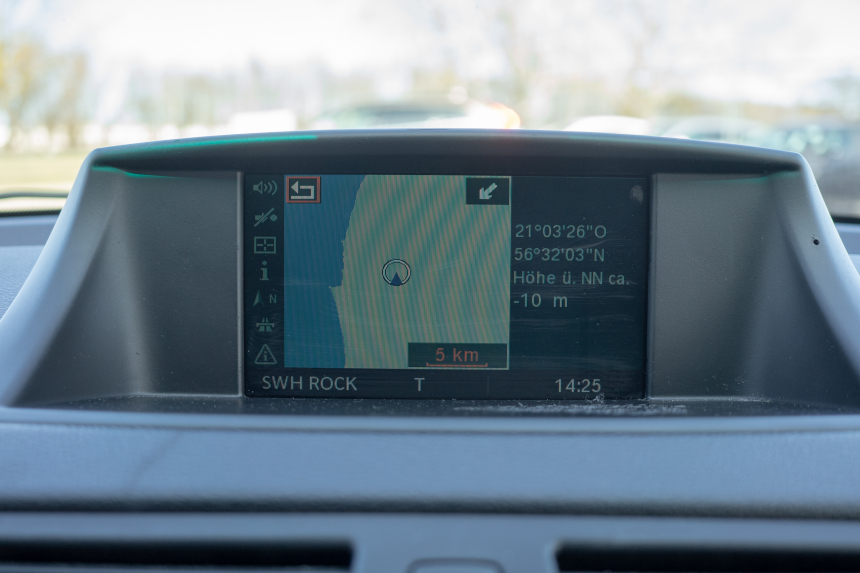 21°03'26"O
56°32'03"N
Höhe ü. NN ca.
-10 m
i
N
5 km
SWH ROCK T 14:25